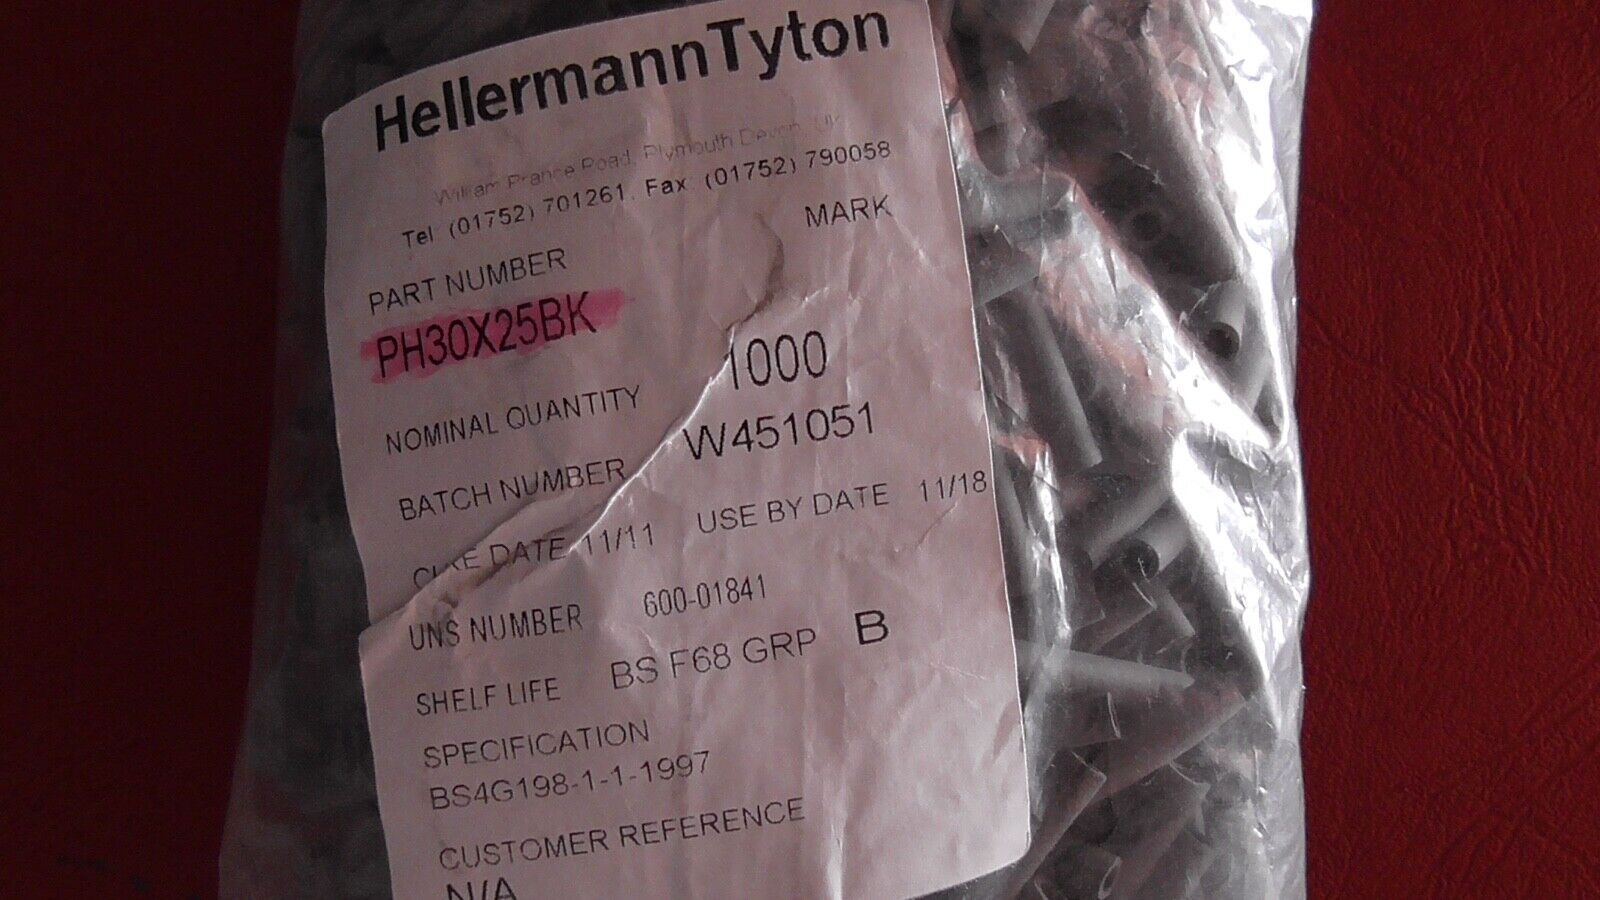 HellermannTyton
William Prance Road, Plymouth Devon, UK
Tel (01752) 701261, Fax (01752) 790058
PART NUMBER MARK
PH30X25BK
NOMINAL QUANTITY 1000
BATCH NUMBER W451051
CURE DATE 11/11 USE BY DATE 11/18
UNS NUMBER 600-01841
SHELF LIFE BS F68 GRP B
SPECIFICATION
BS4G198-1-1-1997
CUSTOMER REFERENCE
N/A